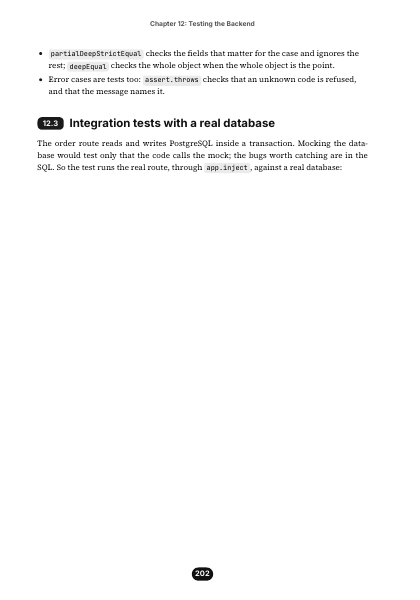 Chapter 12: Testing the Backend
• partialDeepStrictEqual checks the fields that matter for the case and ignores the
rest; deepEqual checks the whole object when the whole object is the point.
• Error cases are tests too: assert.throws checks that an unknown code is refused,
and that the message names it.
12.3 Integration tests with a real database
The order route reads and writes PostgreSQL inside a transaction. Mocking the data-
base would test only that the code calls the mock; the bugs worth catching are in the
SQL. So the test runs the real route, through app.inject, against a real database:
202